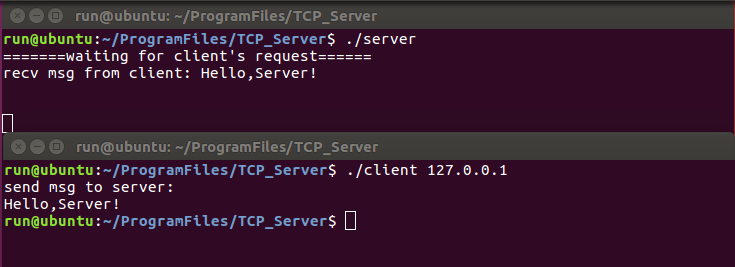 run@ubuntu: ~/ProgramFiles/TCP_Server
run@ubuntu:~/ProgramFiles/TCP_Server$ ./server
=======waiting for client's request======
recv msg from client: Hello,Server!
run@ubuntu: ~/ProgramFiles/TCP_Server
run@ubuntu:~/ProgramFiles/TCP_Server$ ./client 127.0.0.1
send msg to server:
Hello,Server!
run@ubuntu:~/ProgramFiles/TCP_Server$